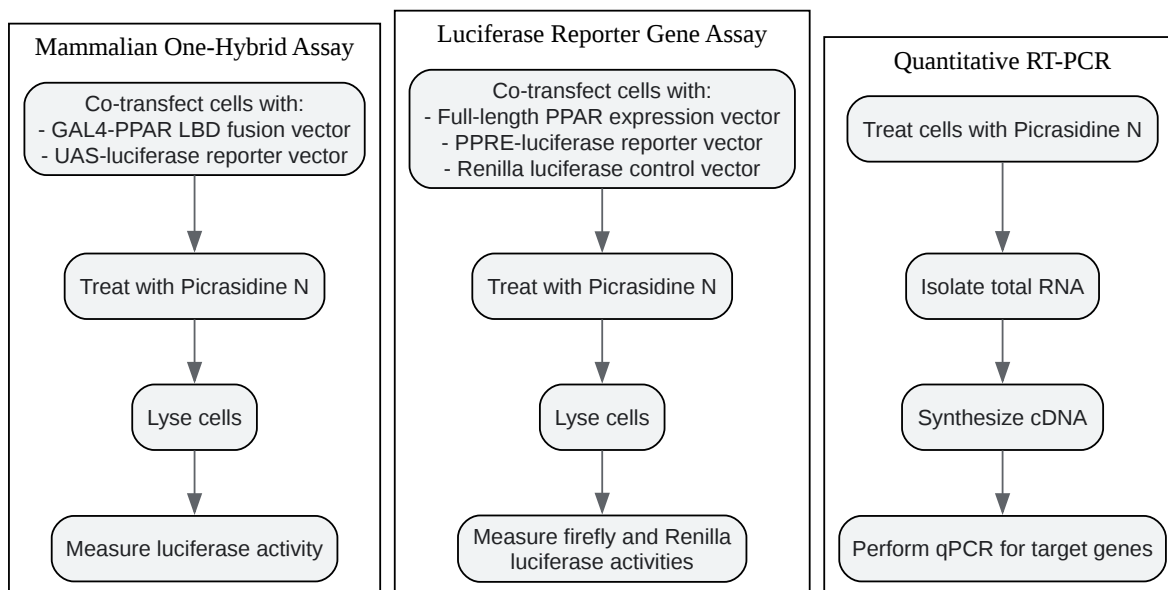 Mammalian One-Hybrid Assay
Co-transfect cells with:
- GAL4-PPAR LBD fusion vector
- UAS-luciferase reporter vector
Treat with Picrasidine N
Lyse cells
Measure luciferase activity
Luciferase Reporter Gene Assay
Co-transfect cells with:
- Full-length PPAR expression vector
- PPRE-luciferase reporter vector
- Renilla luciferase control vector
Treat with Picrasidine N
Lyse cells
Measure firefly and Renilla
luciferase activities
Quantitative RT-PCR
Treat cells with Picrasidine N
Isolate total RNA
Synthesize cDNA
Perform qPCR for target genes